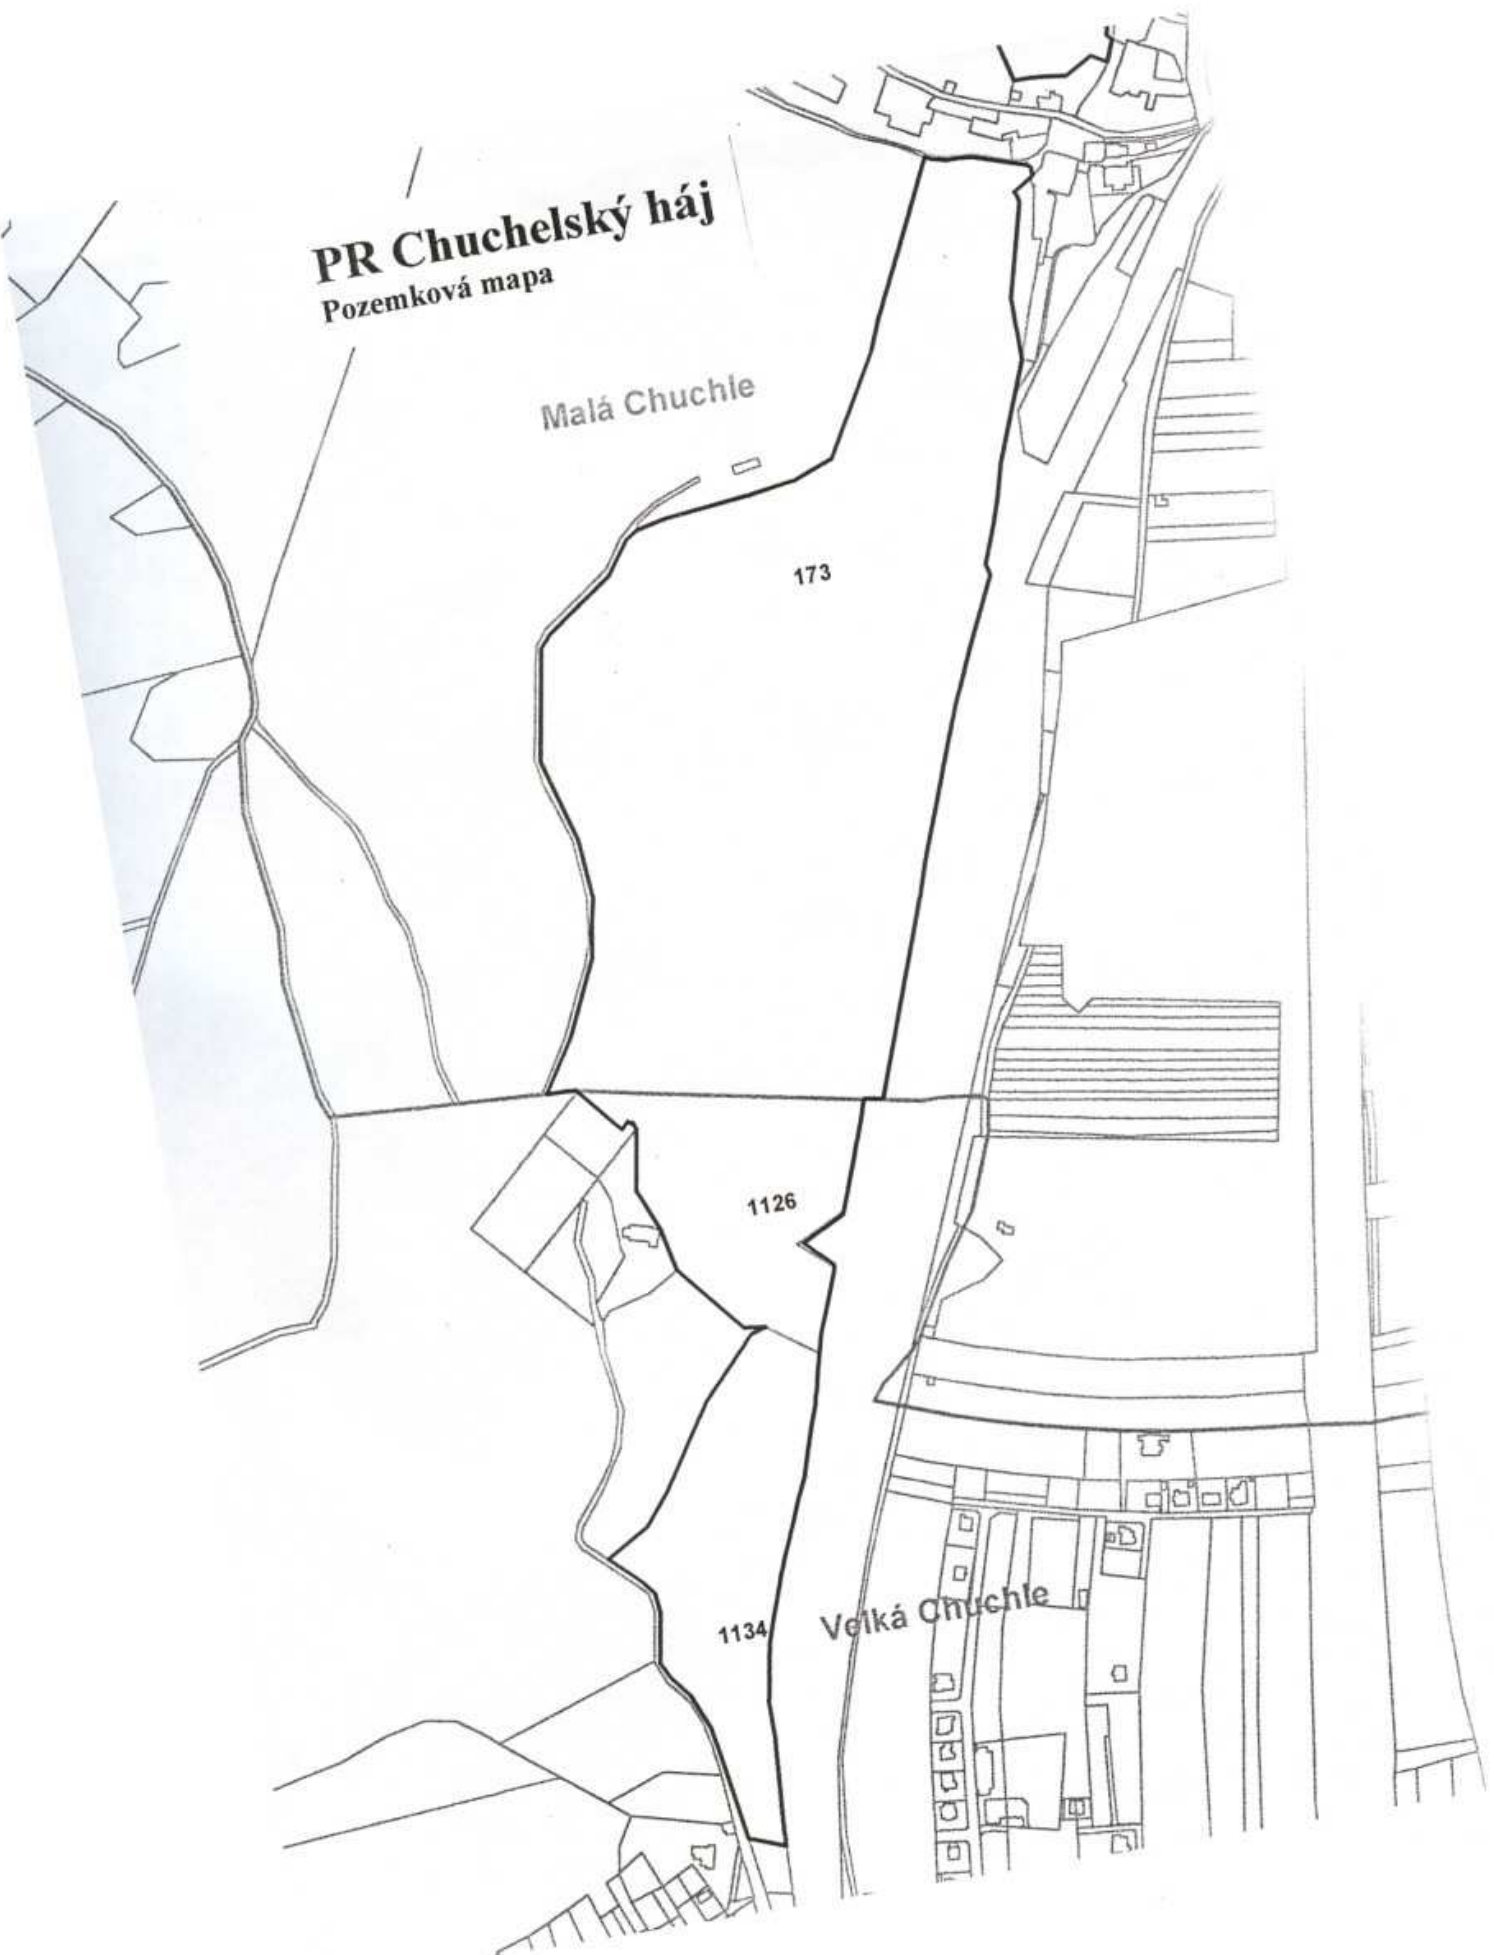 PR Chuchelský háj
Pozemková mapa
Malá Chuchle
173
1126
1134
Velká Chuchle